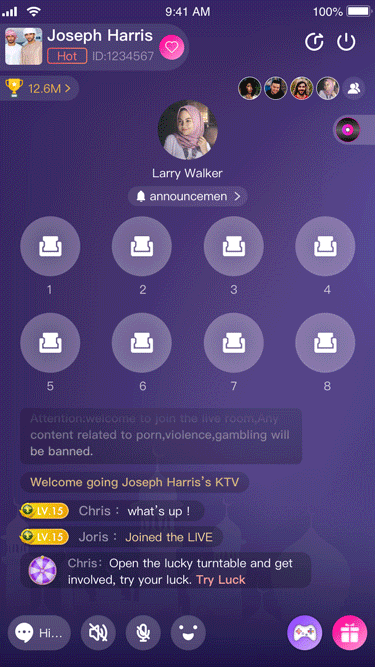 9:41 AM
100%
Joseph Harris
Hot ID:1234567
12.6M >
Larry Walker
announcemen >
1 2 3 4
5 6 7 8
Attention:welcome to join the live room,Any
content related to porn,violence,gambling will
be banned.
Welcome going Joseph Harris's KTV
LV.15 Chris： what's up！
LV.15 Joris： Joined the LIVE
Chris： Open the lucky turntable and get
involved, try your luck. Try Luck
Hi...